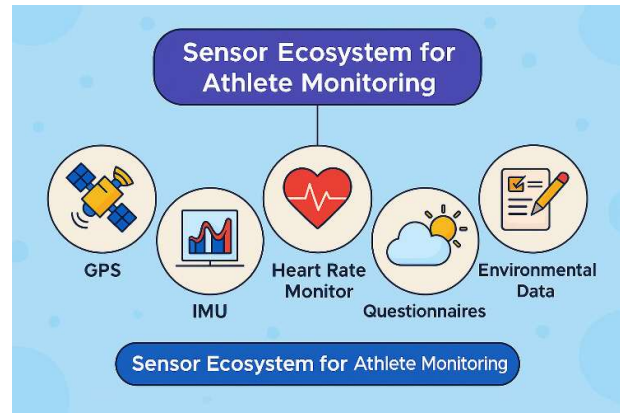 Sensor Ecosystem for
Athlete Monitoring
GPS
IMU
Heart Rate
Monitor
Questionnaires
Environmental
Data
Sensor Ecosystem for Athlete Monitoring